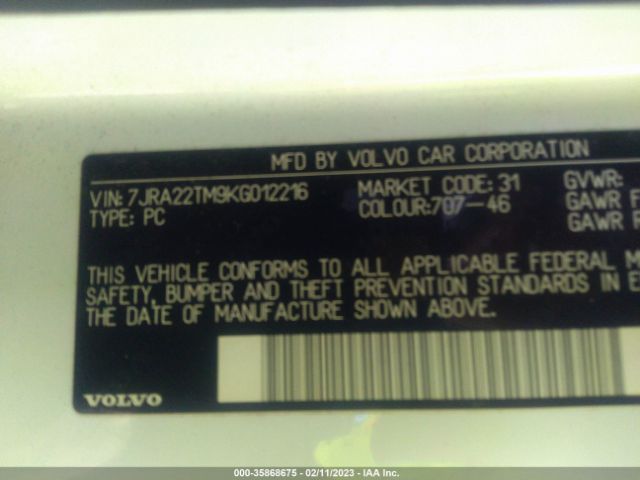 MFD BY VOLVO CAR CORPORATION
VIN: 7JRA22TM9KG012216 MARKET CODE: 31 GVWR:
TYPE: PC COLOUR:707-46 GAWR F
GAWR
THIS VEHICLE CONFORMS TO ALL APPLICABLE FEDERAL M
SAFETY, BUMPER AND THEFT PREVENTION STANDARDS IN E
THE DATE OF MANUFACTURE SHOWN ABOVE.
VOLVO
000-35868675 - 02/11/2023 - IAA Inc.